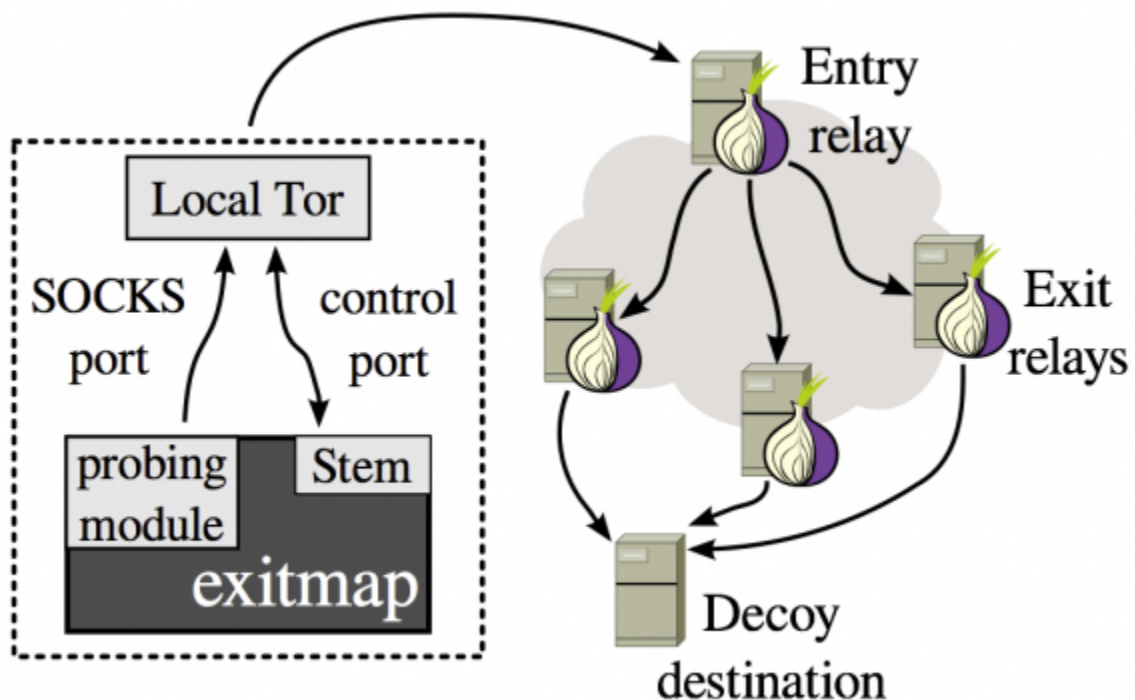 Local Tor
SOCKS
port
control
port
probing
module
Stem
exitmap
Entry
relay
Exit
relays
Decoy
destination